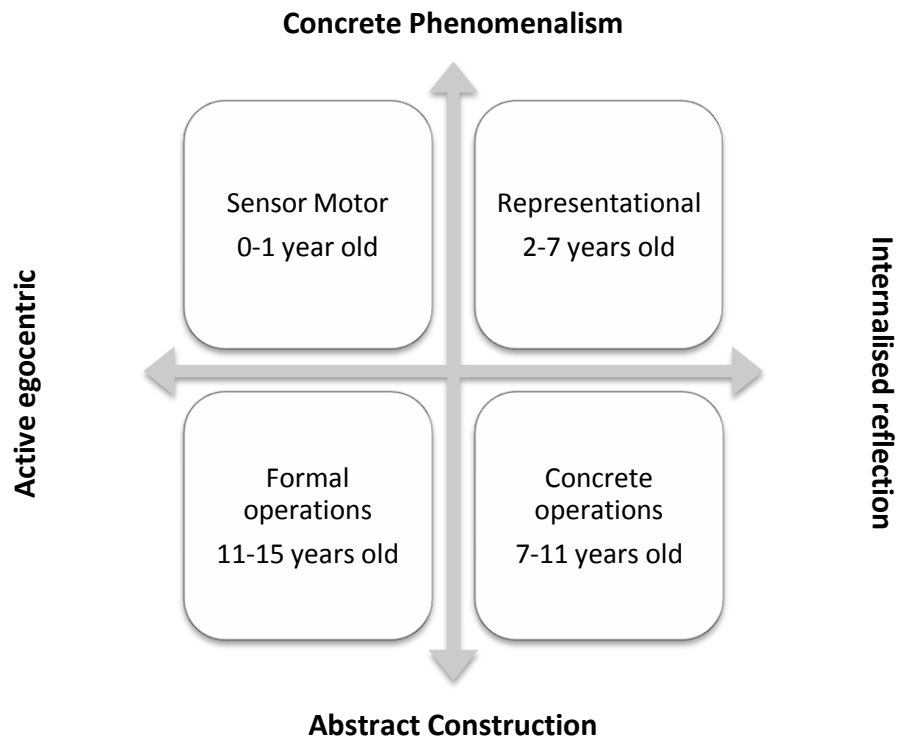 Concrete Phenomenalism
Sensor Motor
0-1 year old
Representational
2-7 years old
Active egocentric
Internalised reflection
Formal
operations
11-15 years old
Concrete
operations
7-11 years old
Abstract Construction